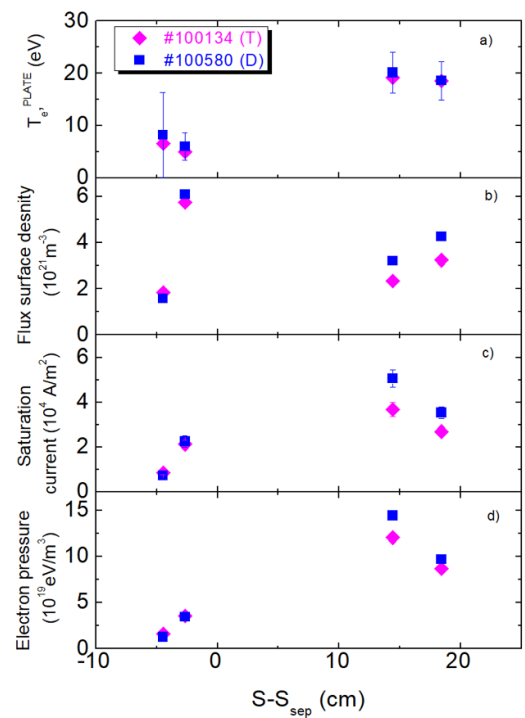 #100134 (T)
#100580 (D)
a)
T_e,^PLATE (eV)
30
20
10
0
b)
Flux surface desnity
(10^21 m^-3)
6
4
2
0
c)
Saturation
current (10^4 A/m^2)
6
4
2
0
d)
Electron pressure
(10^19 eV/m^3)
15
10
5
0
-10 0 10 20
S-S_sep (cm)